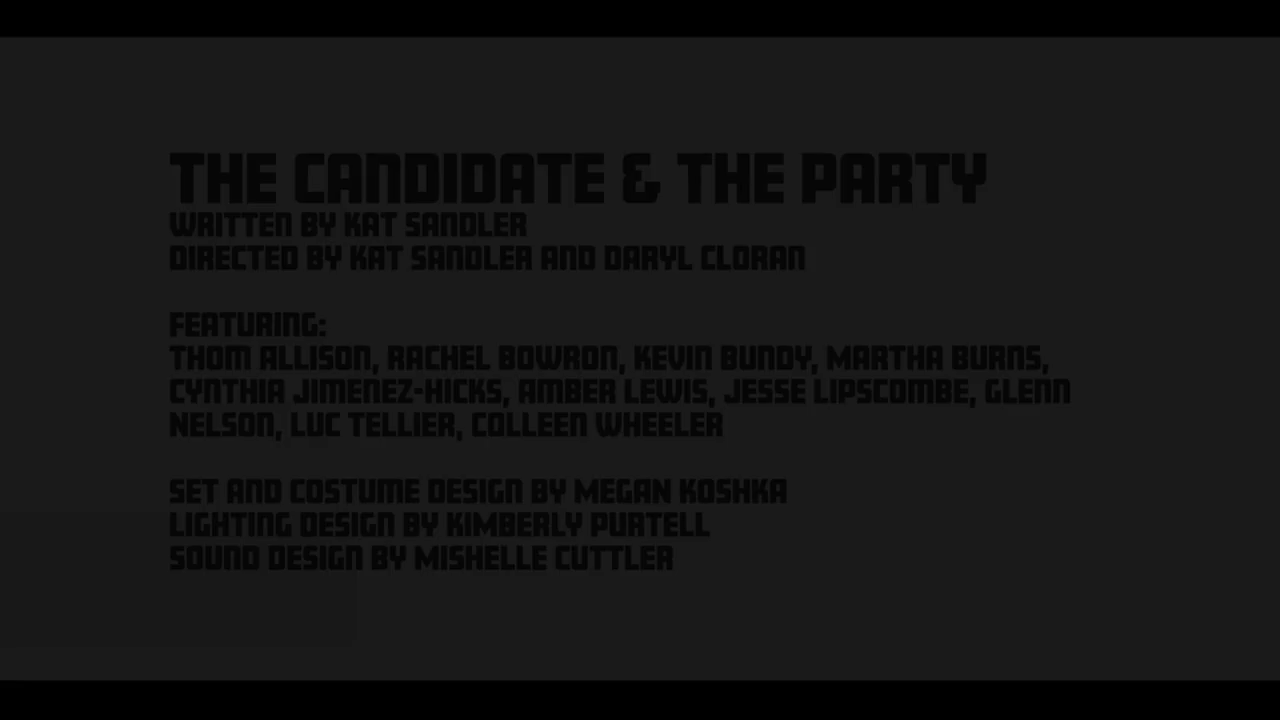 THE CANDIDATE & THE PARTY
WRITTEN BY KAT SANDLER
DIRECTED BY KAT SANDLER AND DARYL CLORAN
FEATURING:
THOM ALLISON, RACHEL BOWRON, KEVIN BUNDY, MARTHA BURNS,
CYNTHIA JIMENEZ-HICKS, AMBER LEWIS, JESSE LIPSCOMBE, GLENN
NELSON, LUC TELLIER, COLLEEN WHEELER
SET AND COSTUME DESIGN BY MEGAN KOSHKA
LIGHTING DESIGN BY KIMBERLY PURTELL
SOUND DESIGN BY MISHELLE CUTTLER